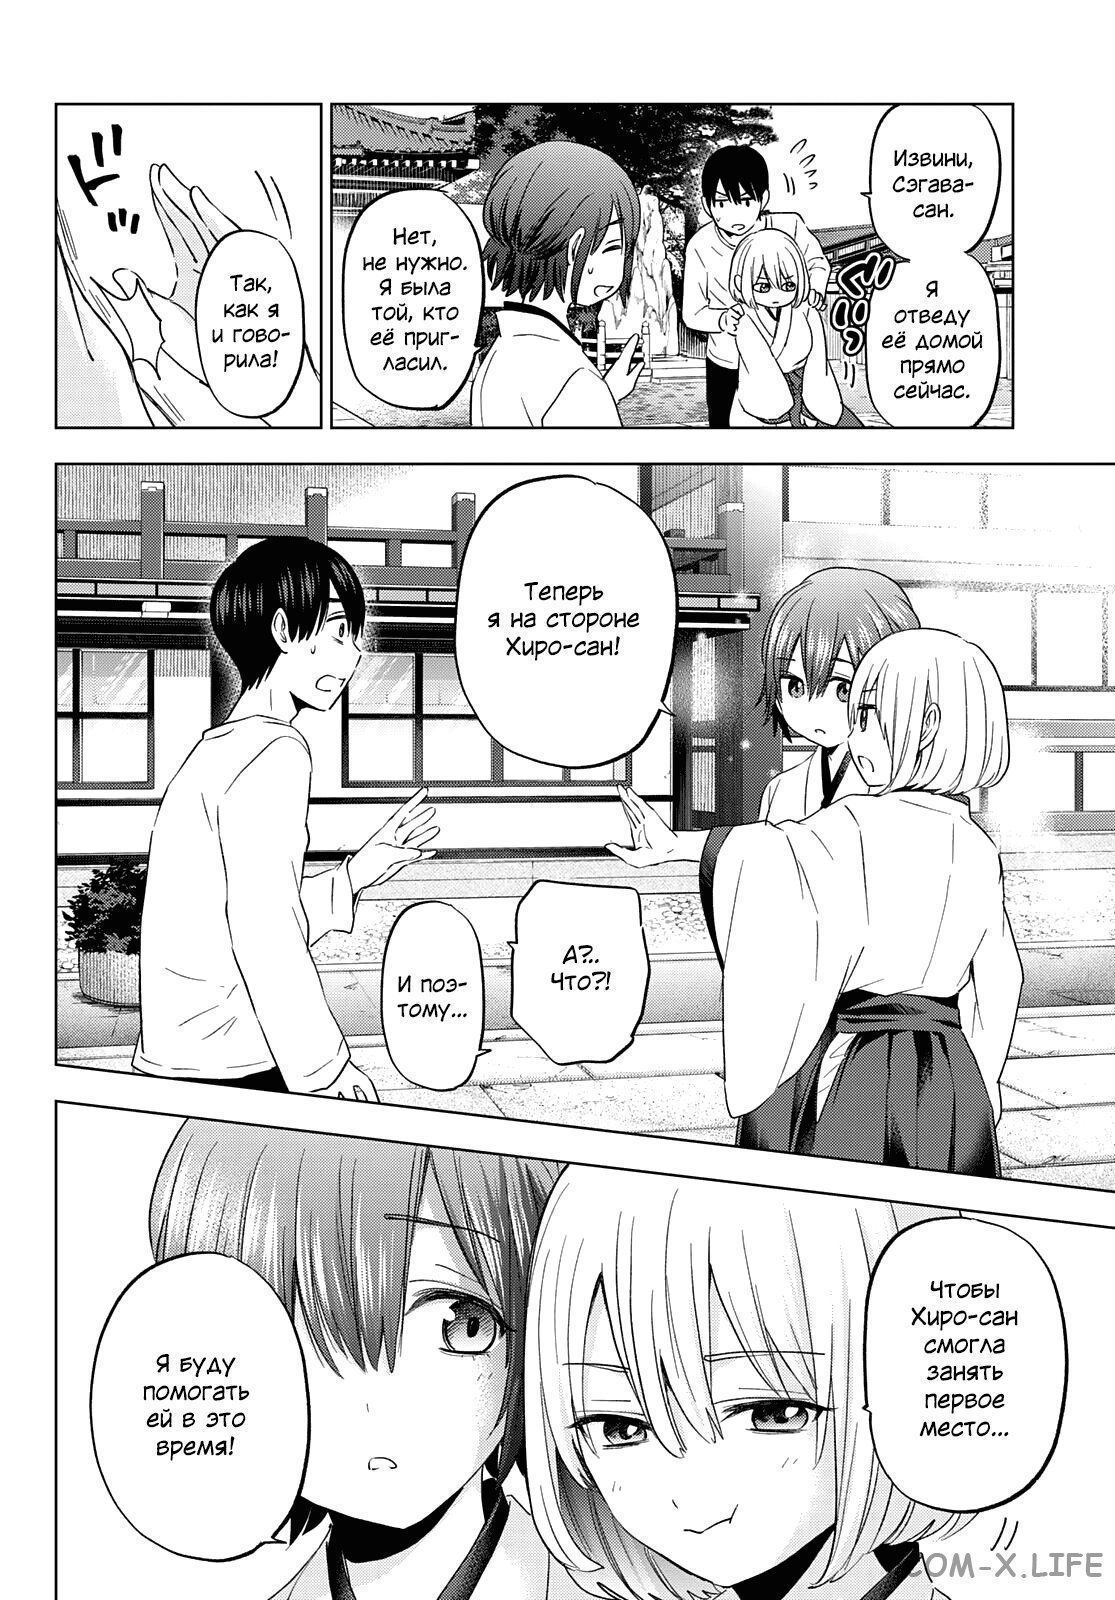 Извини,
Сэгава-
сан.
Я
отведу
её домой
прямо
сейчас.
Нет,
не нужно.
Я была
той, кто
её приг-
ласил.
Так,
как я
и гово-
рила!
Теперь
я на стороне
Хиро-сан!
А?..
Что?!
И поэ-
тому...
Чтобы
Хиро-сан
смогла
занять
первое
место...
Я буду
помогать
ей в это
время!
COM-X.LIFE